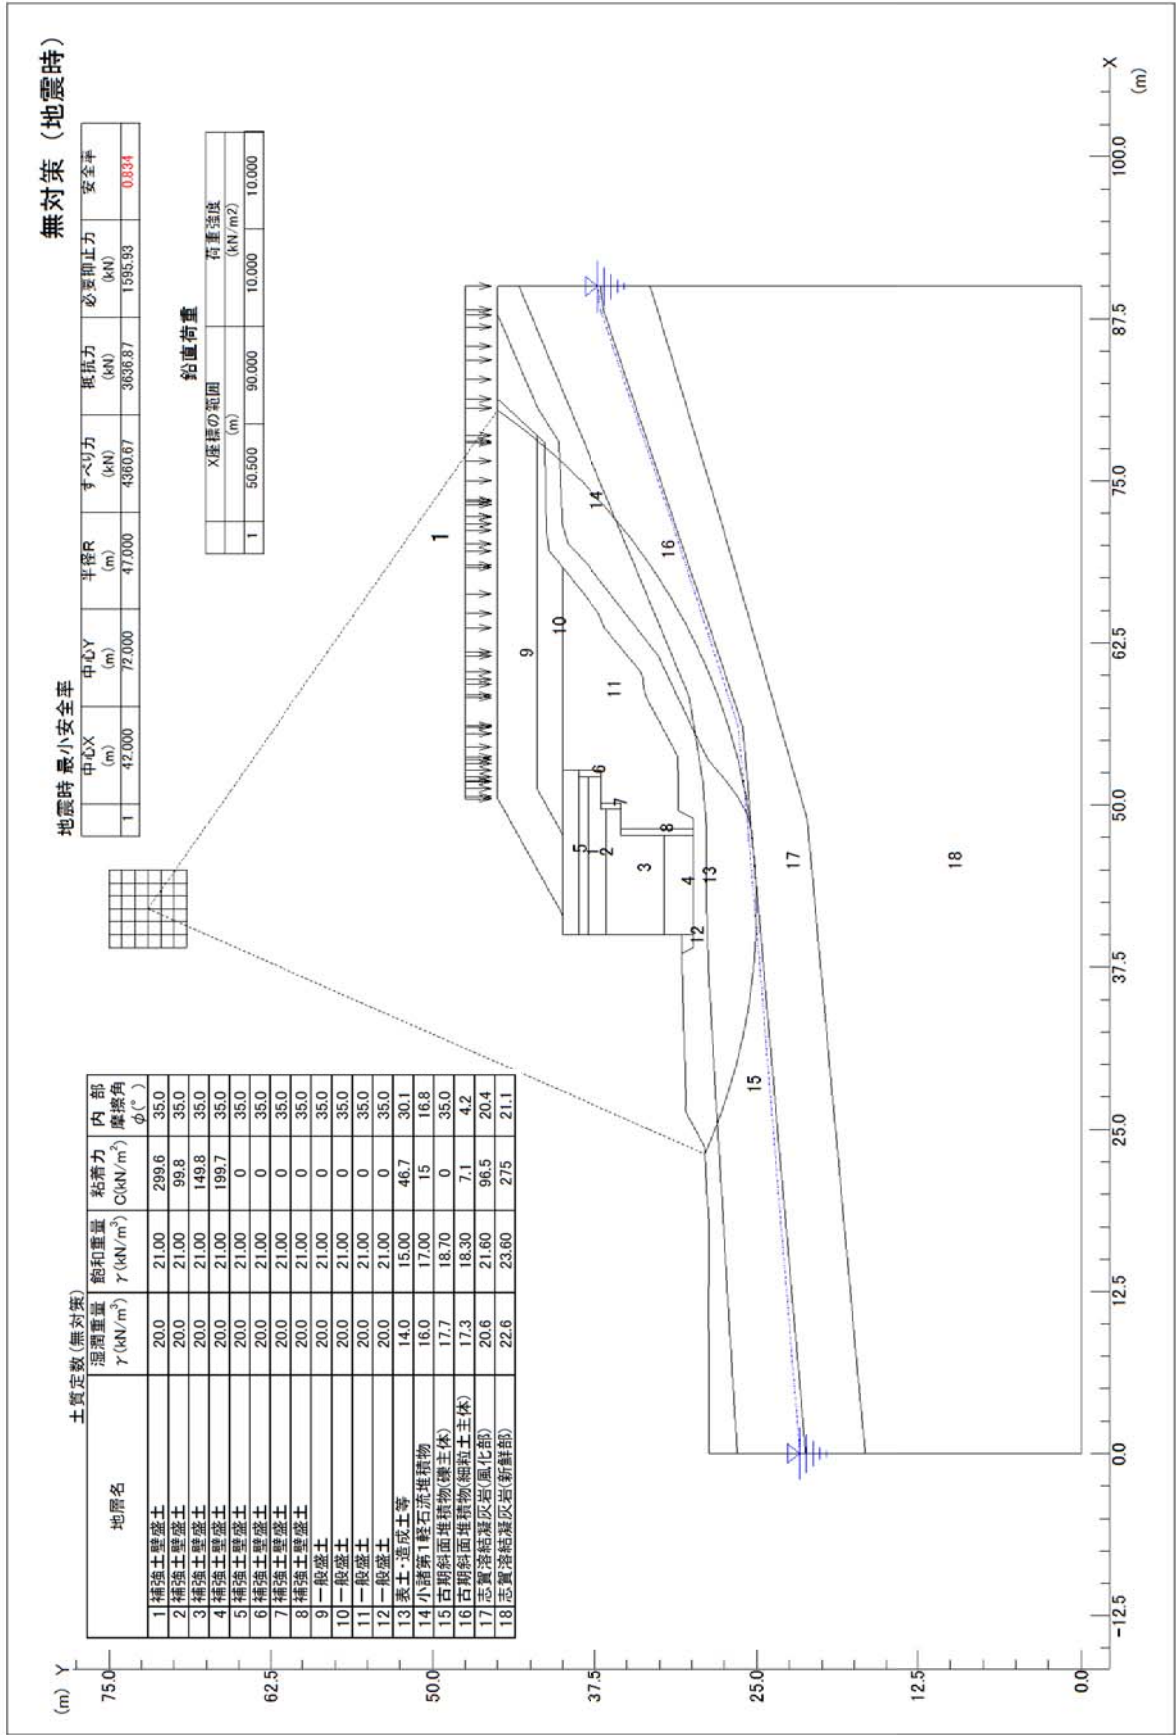 無対策（地震時）
地震時 最小安全率
中心X (m) 中心Y (m) 半径R (m) すべり力 (kN) 抵抗力 (kN) 必要抑止力 (kN) 安全率
1 42.000 72.000 47.000 4360.67 3636.87 1595.93 0.834
鉛直荷重
X座標の範囲 (m) 荷重強度 (kN/m2)
1 50.500 90.000 10.000 10.000
土質定数(無対策)
地層名 湿潤重量 γ(kN/m³) 飽和重量 γ(kN/m³) 粘着力 C(kN/m²) 内部摩擦角 φ(°)
1 補強土壁盛土 20.0 21.00 299.6 35.0
2 補強土壁盛土 20.0 21.00 99.8 35.0
3 補強土壁盛土 20.0 21.00 149.8 35.0
4 補強土壁盛土 20.0 21.00 199.7 35.0
5 補強土壁盛土 20.0 21.00 0 35.0
6 補強土壁盛土 20.0 21.00 0 35.0
7 補強土壁盛土 20.0 21.00 0 35.0
8 補強土壁盛土 20.0 21.00 0 35.0
9 一般盛土 20.0 21.00 0 35.0
10 一般盛土 20.0 21.00 0 35.0
11 一般盛土 20.0 21.00 0 35.0
12 一般盛土 20.0 21.00 0 35.0
13 表土・造成土等 14.0 15.00 46.7 30.1
14 小諸第1軽石流堆積物 16.0 17.00 15 16.8
15 古期斜面堆積物(礫主体) 17.7 18.70 0 35.0
16 古期斜面堆積物(細粒土主体) 17.3 18.30 7.1 4.2
17 志賀溶結凝灰岩(風化部) 20.6 21.60 96.5 20.4
18 志賀溶結凝灰岩(新鮮部) 22.6 23.60 275 21.1
(m) Y
75.0
62.5
50.0
37.5
25.0
12.5
0.0
1
9
10
11
14
16
6
5
1
7
2
8
3
4
13
12
15
17
18
-12.5 0.0 12.5 25.0 37.5 50.0 62.5 75.0 87.5 100.0 X
(m)